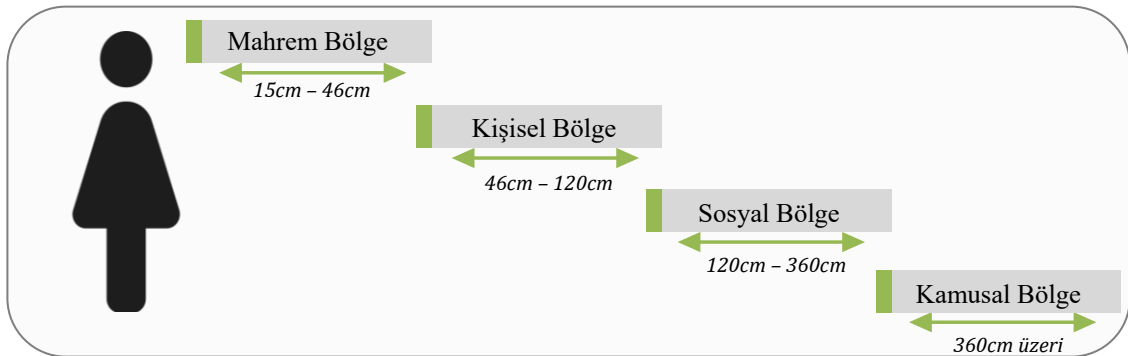 Mahrem Bölge
15cm – 46cm
Kişisel Bölge
46cm – 120cm
Sosyal Bölge
120cm – 360cm
Kamusal Bölge
360cm üzeri